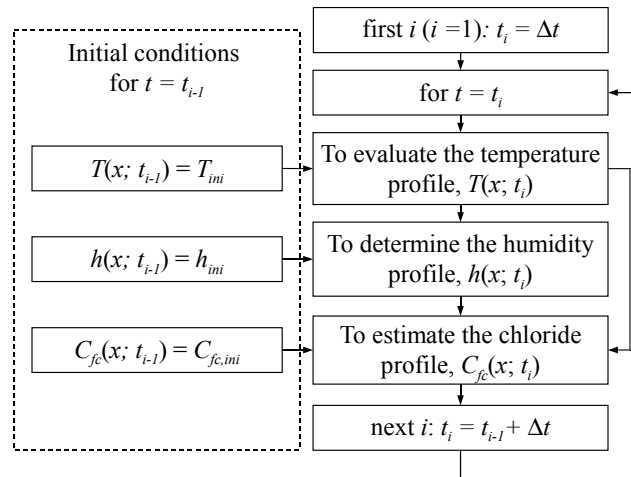 first i (i =1): t_i = Δt
Initial conditions
for t = t_{i-1}
for t = t_i
T(x; t_{i-1}) = T_{ini}
To evaluate the temperature
profile, T(x; t_i)
h(x; t_{i-1}) = h_{ini}
To determine the humidity
profile, h(x; t_i)
C_{fc}(x; t_{i-1}) = C_{fc,ini}
To estimate the chloride
profile, C_{fc}(x; t_i)
next i: t_i = t_{i-1} + Δt